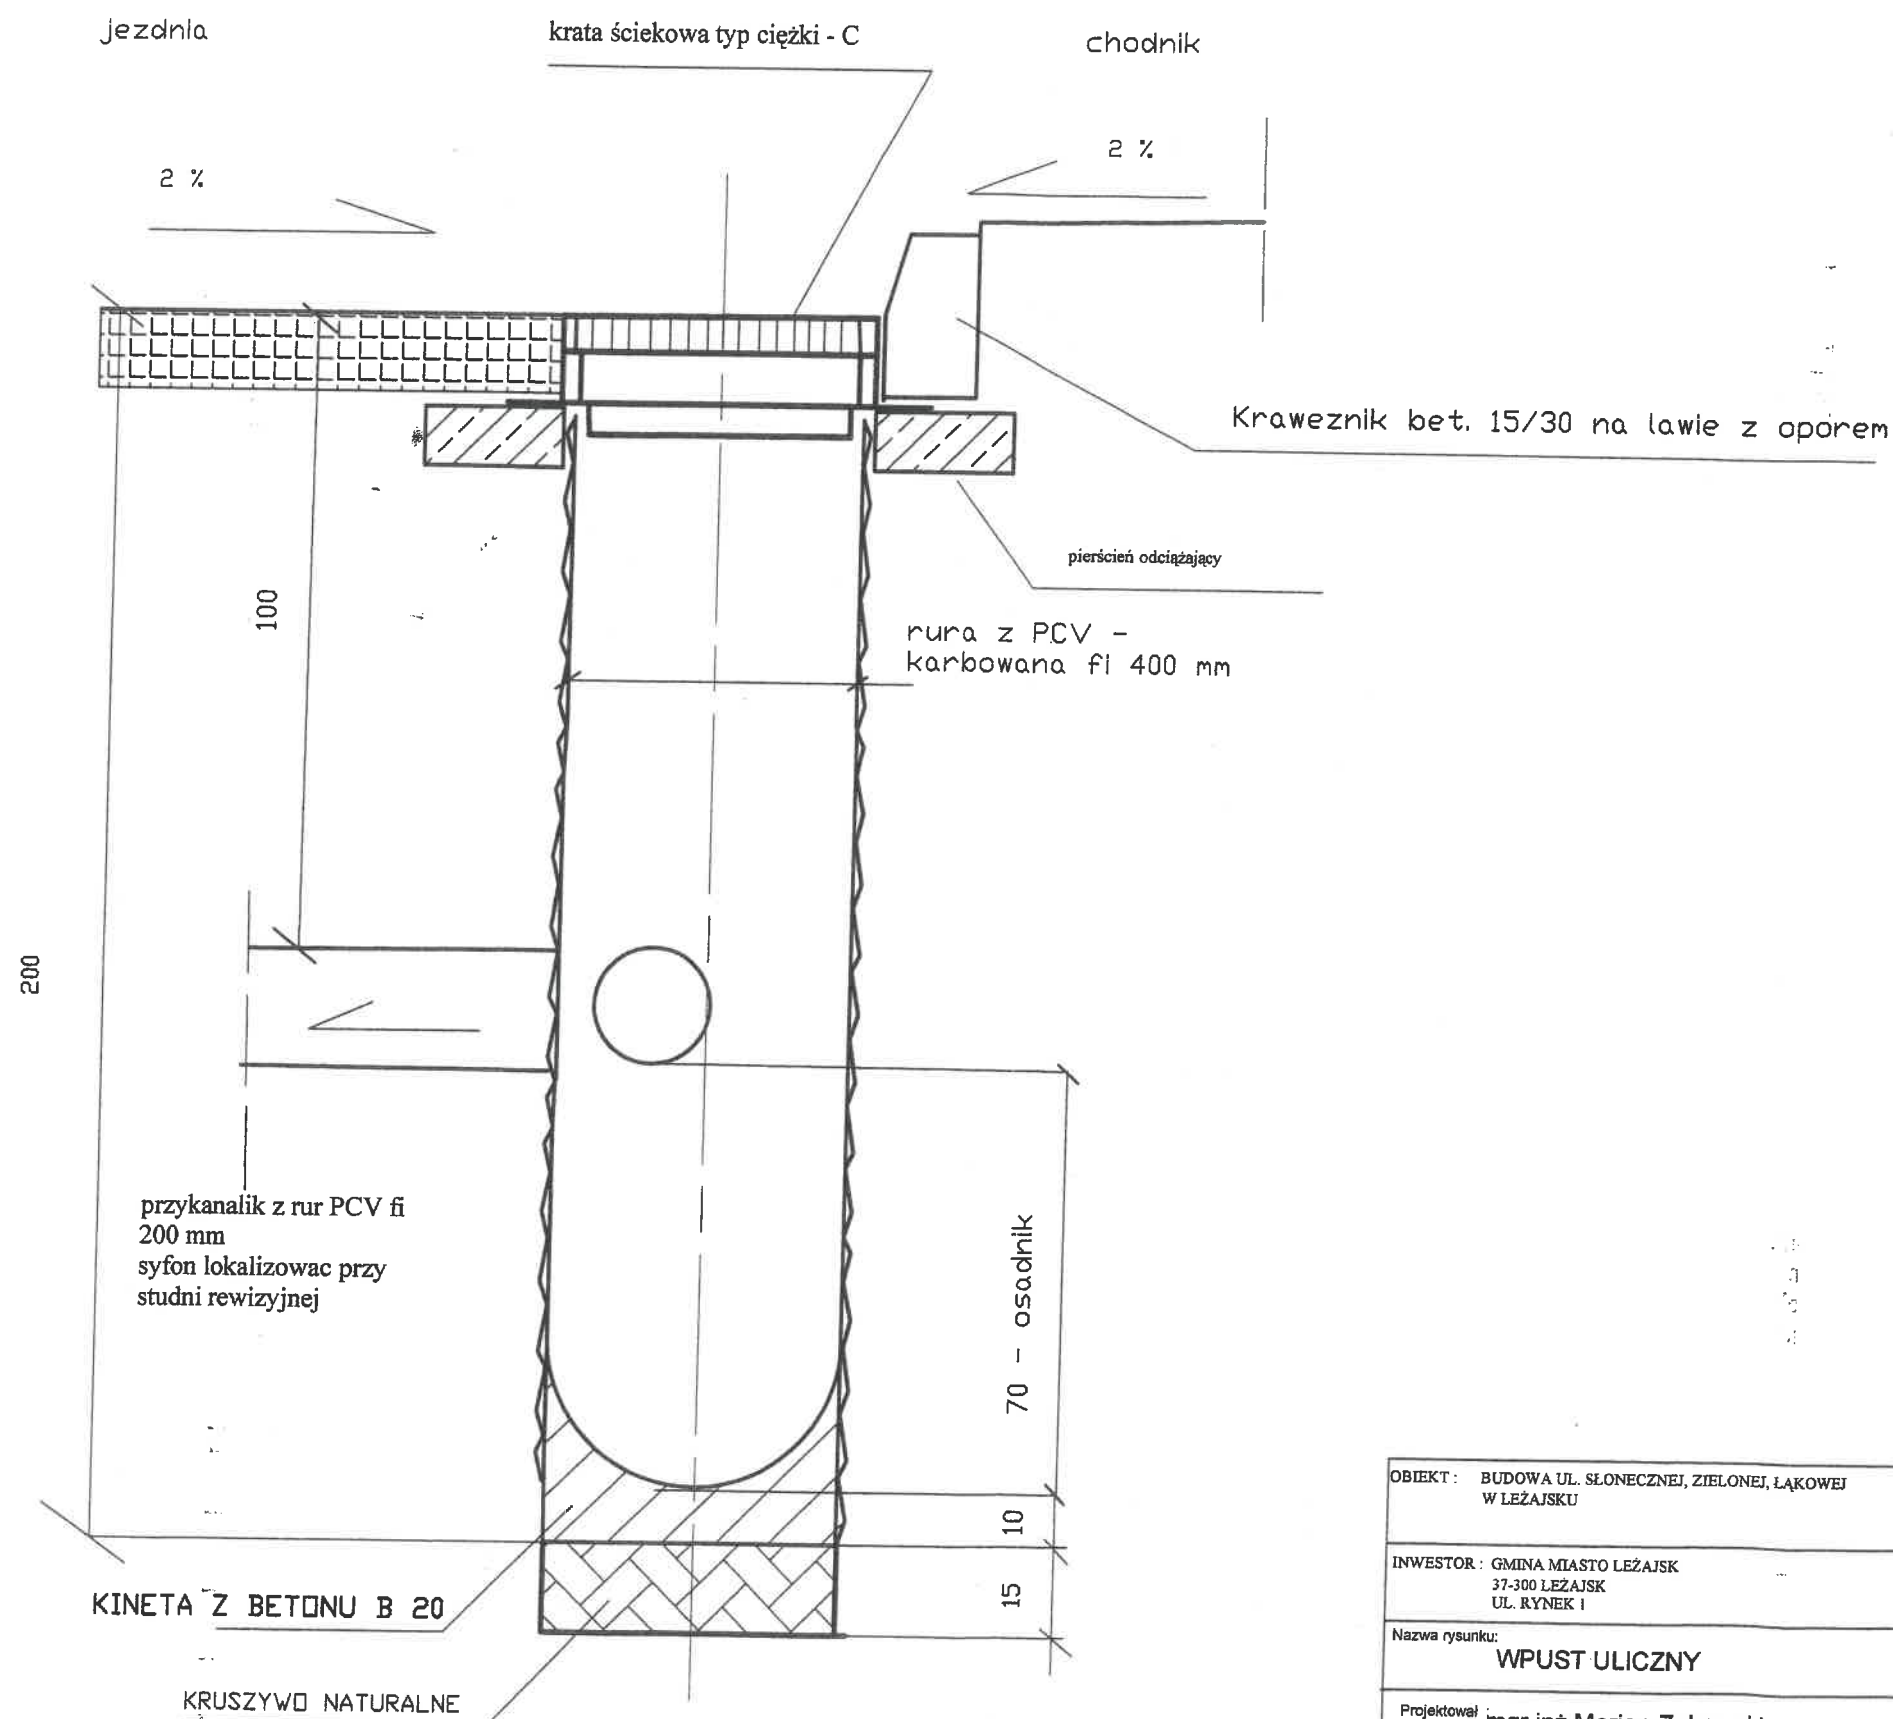 jezdnia
krata ściekowa typ ciężki - C
chodnik
2 %
2 %
Kraweznik bet. 15/30 na lawie z oporem
pierścień odciążający
100
rura z PCV -
karbowana fi 400 mm
200
przykanalik z rur PCV fi
200 mm
syfon lokalizowac przy
studni rewizyjnej
70 - osadnik
10
15
KINETA Z BETONU B 20
KRUSZYWO NATURALNE
OBIEKT : BUDOWA UL. SŁONECZNEJ, ZIELONEJ, ŁĄKOWEJ
W LEŻAJSKU
INWESTOR : GMINA MIASTO LEŻAJSK
37-300 LEŻAJSK
UL. RYNEK 1
Nazwa rysunku:
WPUST ULICZNY
Projektował :